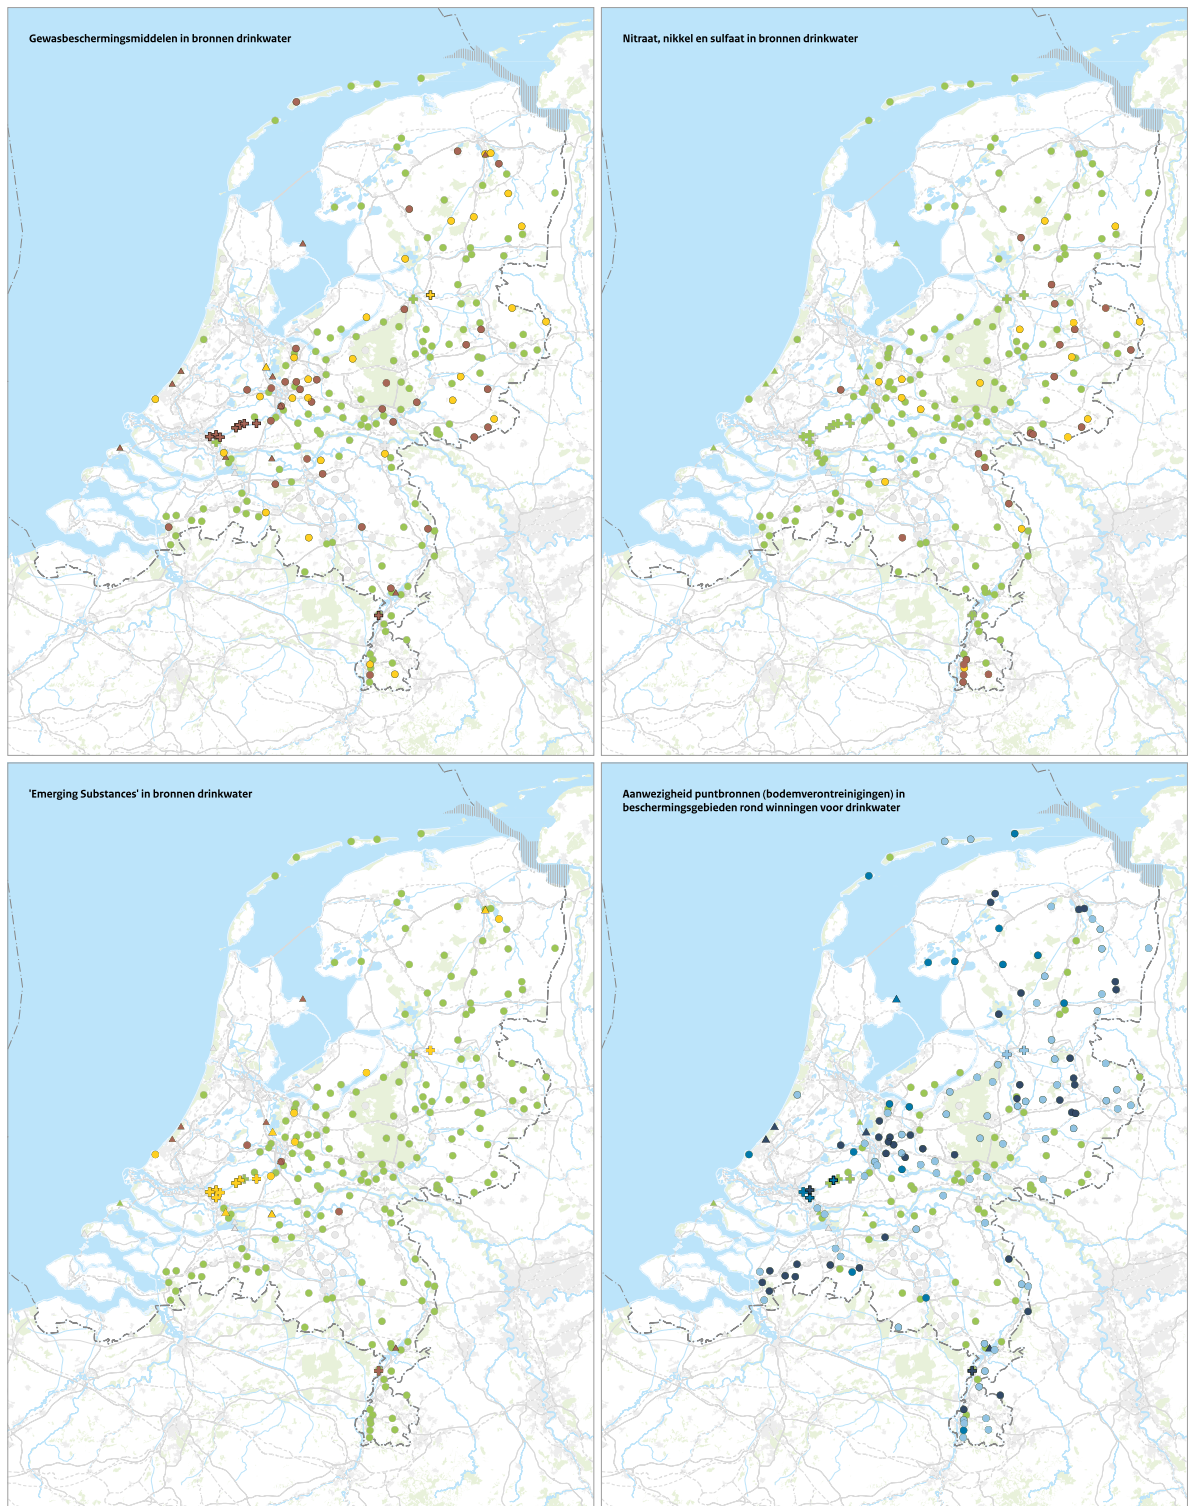 Gewasbeschermingsmiddelen in bronnen drinkwater
Nitraat, nikkel en sulfaat in bronnen drinkwater
'Emerging Substances' in bronnen drinkwater
Aanwezigheid puntbronnen (bodemverontreinigingen) in
beschermingsgebieden rond winningen voor drinkwater